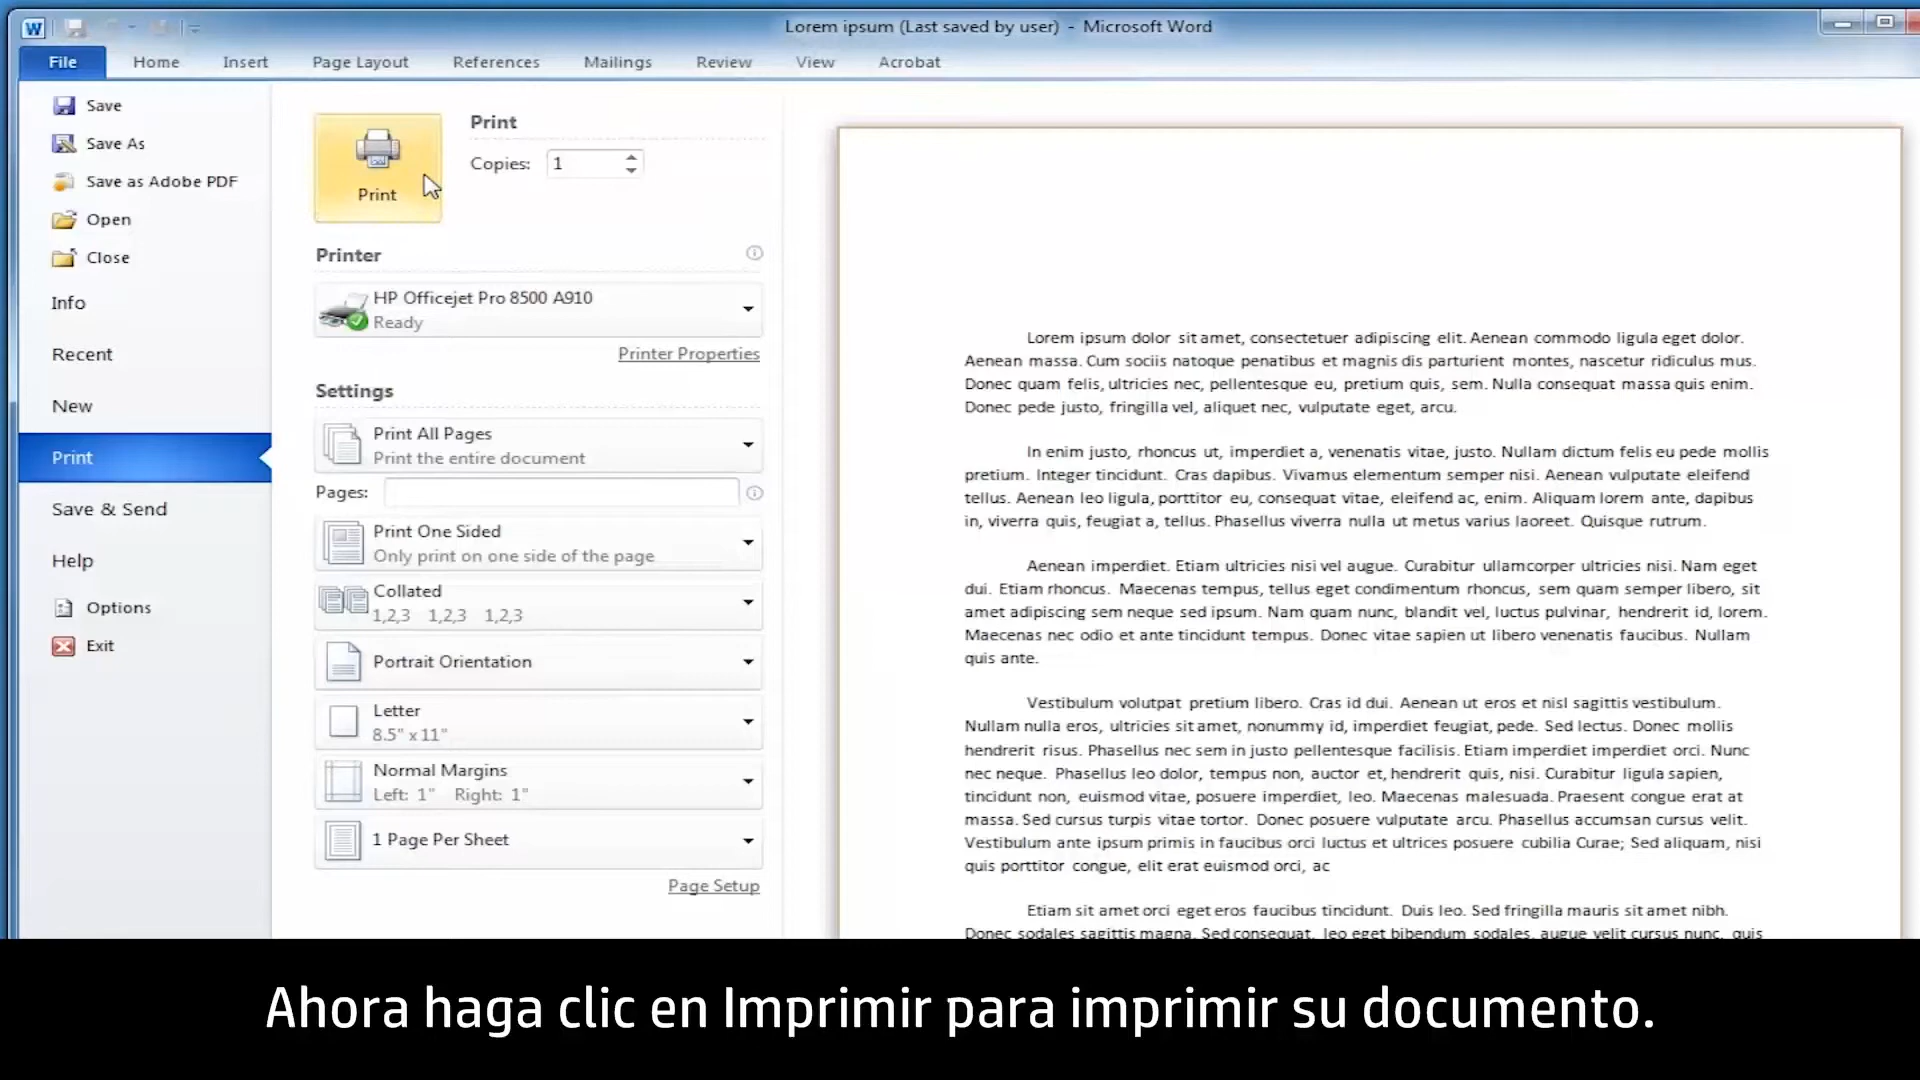 Lorem ipsum (Last saved by user) - Microsoft Word
File Home Insert Page Layout References Mailings Review View Acrobat
Save
Save As
Save as Adobe PDF
Open
Close
Info
Recent
New
Print
Save & Send
Help
Options
Exit
Print
Print
Copies: 1
Printer
HP Officejet Pro 8500 A910
Ready
Printer Properties
Settings
Print All Pages
Print the entire document
Pages:
Print One Sided
Only print on one side of the page
Collated
1,2,3 1,2,3 1,2,3
Portrait Orientation
Letter
8.5" x 11"
Normal Margins
Left: 1" Right: 1"
1 Page Per Sheet
Page Setup
Lorem ipsum dolor sit amet, consectetuer adipiscing elit. Aenean commodo ligula eget dolor.
Aenean massa. Cum sociis natoque penatibus et magnis dis parturient montes, nascetur ridiculus mus.
Donec quam felis, ultricies nec, pellentesque eu, pretium quis, sem. Nulla consequat massa quis enim.
Donec pede justo, fringilla vel, aliquet nec, vulputate eget, arcu.
In enim justo, rhoncus ut, imperdiet a, venenatis vitae, justo. Nullam dictum felis eu pede mollis
pretium. Integer tincidunt. Cras dapibus. Vivamus elementum semper nisi. Aenean vulputate eleifend
tellus. Aenean leo ligula, porttitor eu, consequat vitae, eleifend ac, enim. Aliquam lorem ante, dapibus
in, viverra quis, feugiat a, tellus. Phasellus viverra nulla ut metus varius laoreet. Quisque rutrum.
Aenean imperdiet. Etiam ultricies nisi vel augue. Curabitur ullamcorper ultricies nisi. Nam eget
dui. Etiam rhoncus. Maecenas tempus, tellus eget condimentum rhoncus, sem quam semper libero, sit
amet adipiscing sem neque sed ipsum. Nam quam nunc, blandit vel, luctus pulvinar, hendrerit id, lorem.
Maecenas nec odio et ante tincidunt tempus. Donec vitae sapien ut libero venenatis faucibus. Nullam
quis ante.
Vestibulum volutpat pretium libero. Cras id dui. Aenean ut eros et nisl sagittis vestibulum.
Nullam nulla eros, ultricies sit amet, nonummy id, imperdiet feugiat, pede. Sed lectus. Donec mollis
hendrerit risus. Phasellus nec sem in justo pellentesque facilisis. Etiam imperdiet imperdiet orci. Nunc
nec neque. Phasellus leo dolor, tempus non, auctor et, hendrerit quis, nisi. Curabitur ligula sapien,
tincidunt non, euismod vitae, posuere imperdiet, leo. Maecenas malesuada. Praesent congue erat at
massa. Sed cursus turpis vitae tortor. Donec posuere vulputate arcu. Phasellus accumsan cursus velit.
Vestibulum ante ipsum primis in faucibus orci luctus et ultrices posuere cubilia Curae; Sed aliquam, nisi
quis porttitor congue, elit erat euismod orci, ac
Etiam sit amet orci eget eros faucibus tincidunt. Duis leo. Sed fringilla mauris sit amet nibh.
Donec sodales sagittis magna. Sed consequat, leo eget bibendum sodales, augue velit cursus nunc, quis
Ahora haga clic en Imprimir para imprimir su documento.